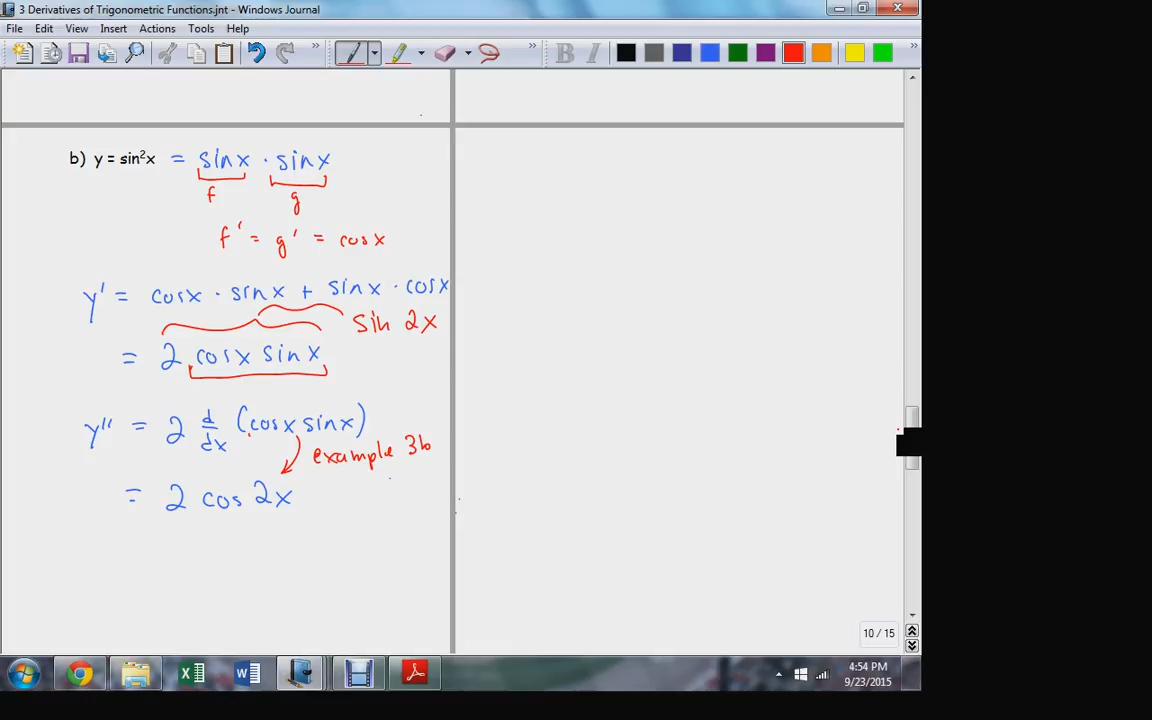 3 Derivatives of Trigonometric Functions.jnt - Windows Journal
File Edit View Insert Actions Tools Help
» » B I »
b) y = sin²x = sinx · sinx
f g
f' = g' = cosx
y' = cosx · sinx + sinx · cosx
sin 2x
= 2 cosx sinx
y'' = 2 d/dx (cosx sinx)
example 3b
= 2 cos 2x
10 / 15
4:54 PM
9/23/2015